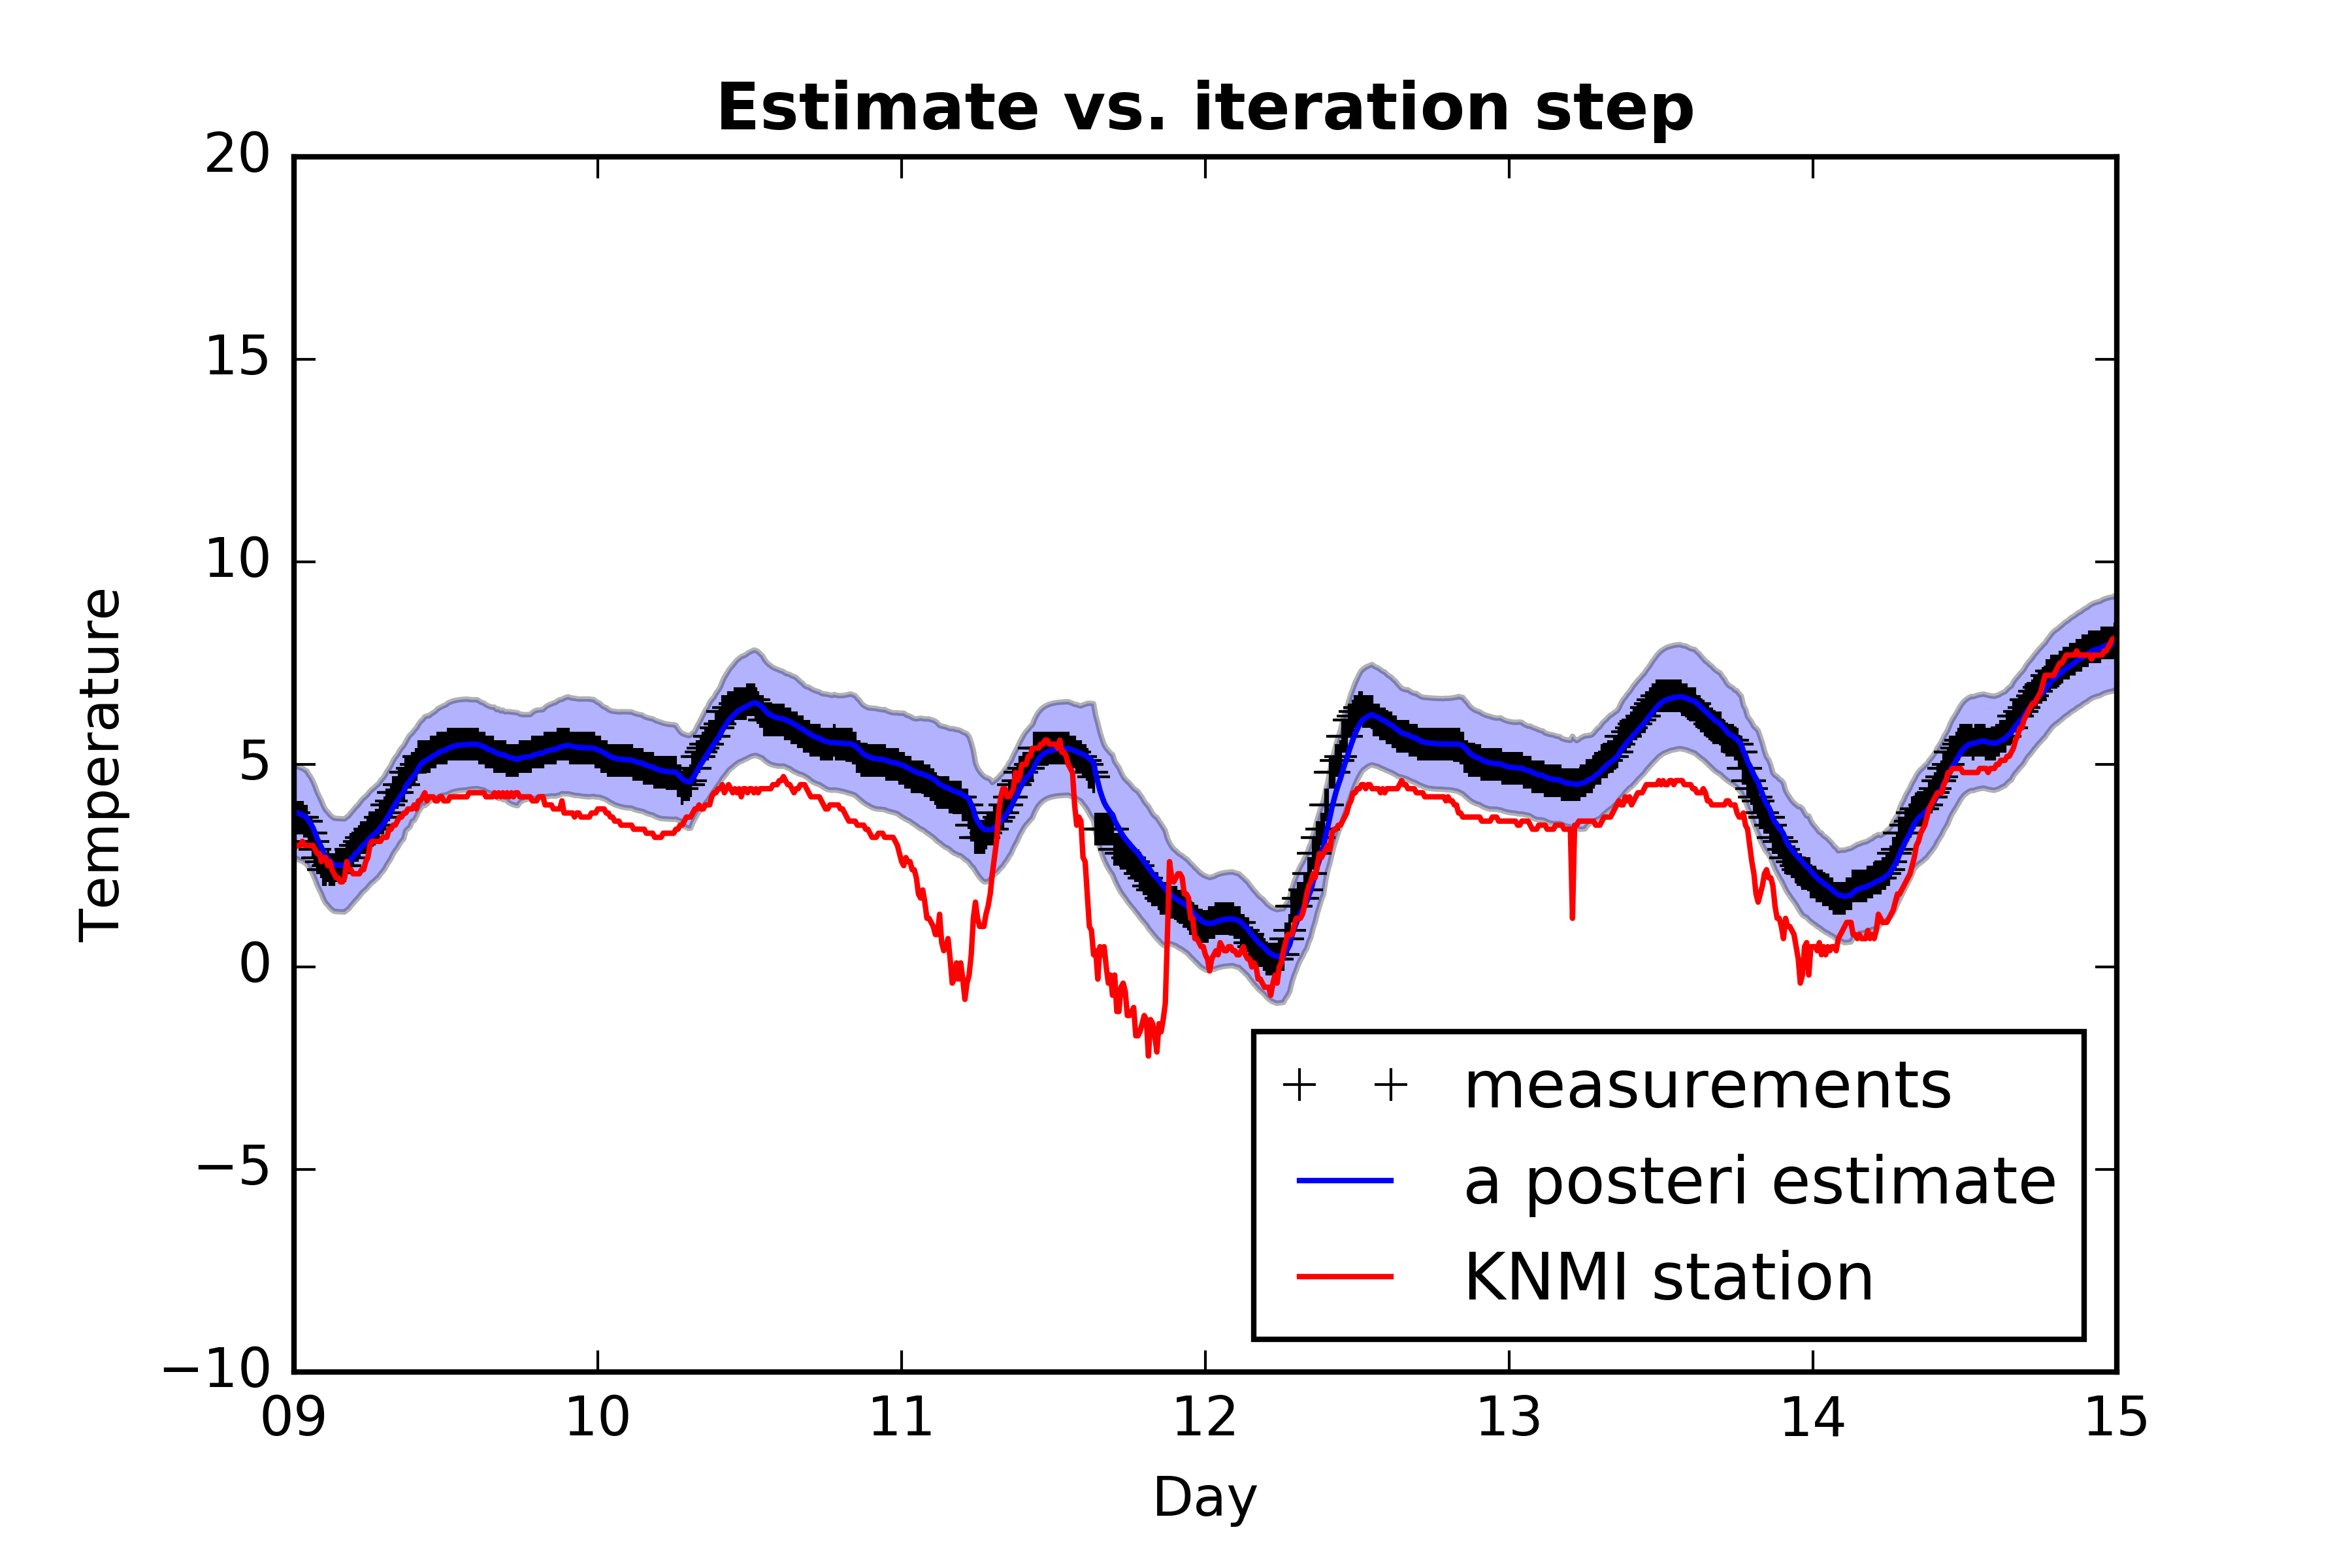 Estimate vs. iteration step
20
15
10
5
0
−5
−10
Temperature
measurements
a posteri estimate
KNMI station
09 10 11 12 13 14 15
Day